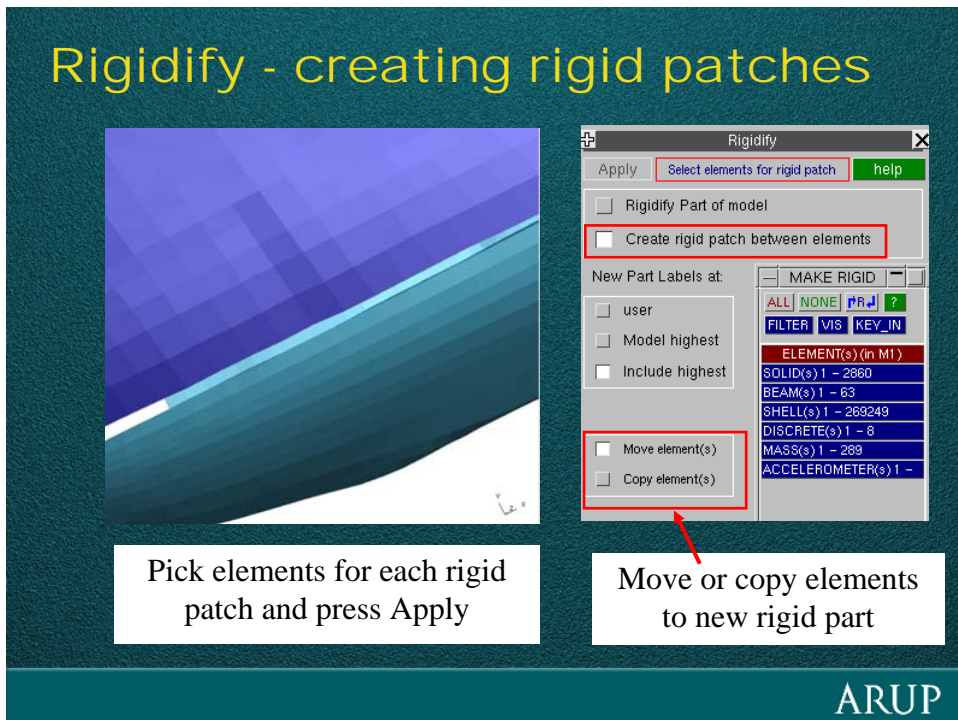 Rigidify - creating rigid patches
Rigidify
Apply
Select elements for rigid patch
help
Rigidify Part of model
Create rigid patch between elements
New Part Labels at:
user
Model highest
Include highest
Move element(s)
Copy element(s)
MAKE RIGID
ALL NONE R ?
FILTER VIS KEY_IN
ELEMENT(s)(in M1)
SOLID(s) 1 – 2860
BEAM(s) 1 – 63
SHELL(s) 1 – 269249
DISCRETE(s) 1 – 8
MASS(s) 1 – 289
ACCELEROMETER(s) 1 –
Pick elements for each rigid
patch and press Apply
Move or copy elements
to new rigid part
ARUP